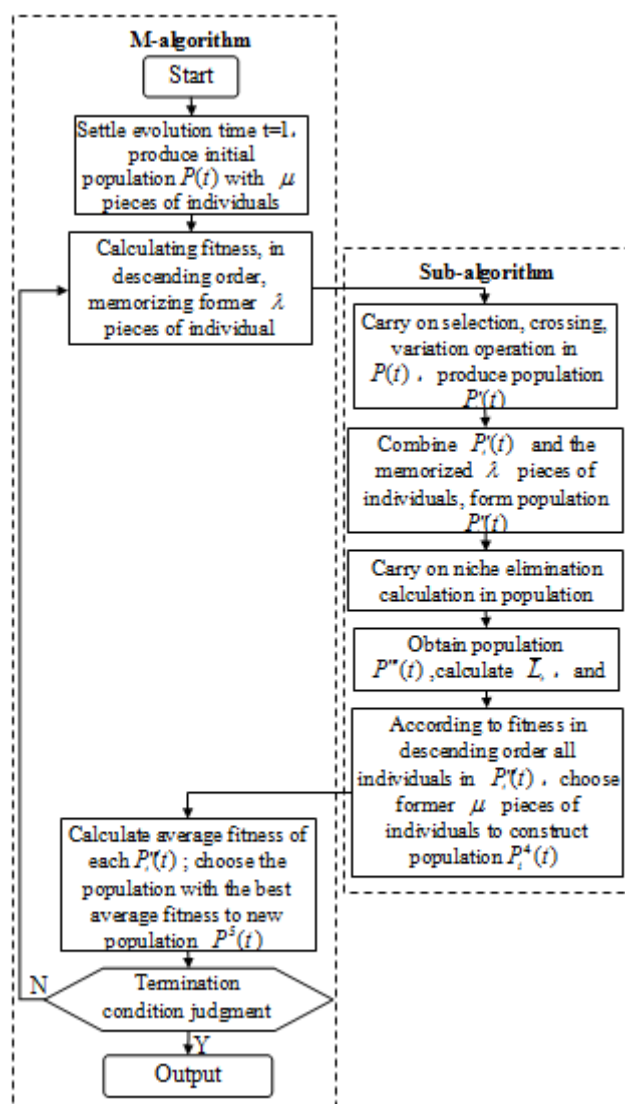 M-algorithm
Start
Settle evolution time t=1,
produce initial
population P(t) with μ
pieces of individuals
Calculating fitness, in
descending order,
memorizing former λ
pieces of individual
Sub-algorithm
Carry on selection, crossing,
variation operation in
P(t), produce population
P'(t)
Combine P'(t) and the
memorized λ pieces of
individuals, form population
P'(t)
Carry on niche elimination
calculation in population
Obtain population
P'''(t) ,calculate L , and
According to fitness in
descending order all
individuals in P''(t), choose
former μ pieces of
individuals to construct
population P⁴(t)
Calculate average fitness of
each P''(t) ; choose the
population with the best
average fitness to new
population P⁵(t)
N
Termination
condition judgment
Y
Output